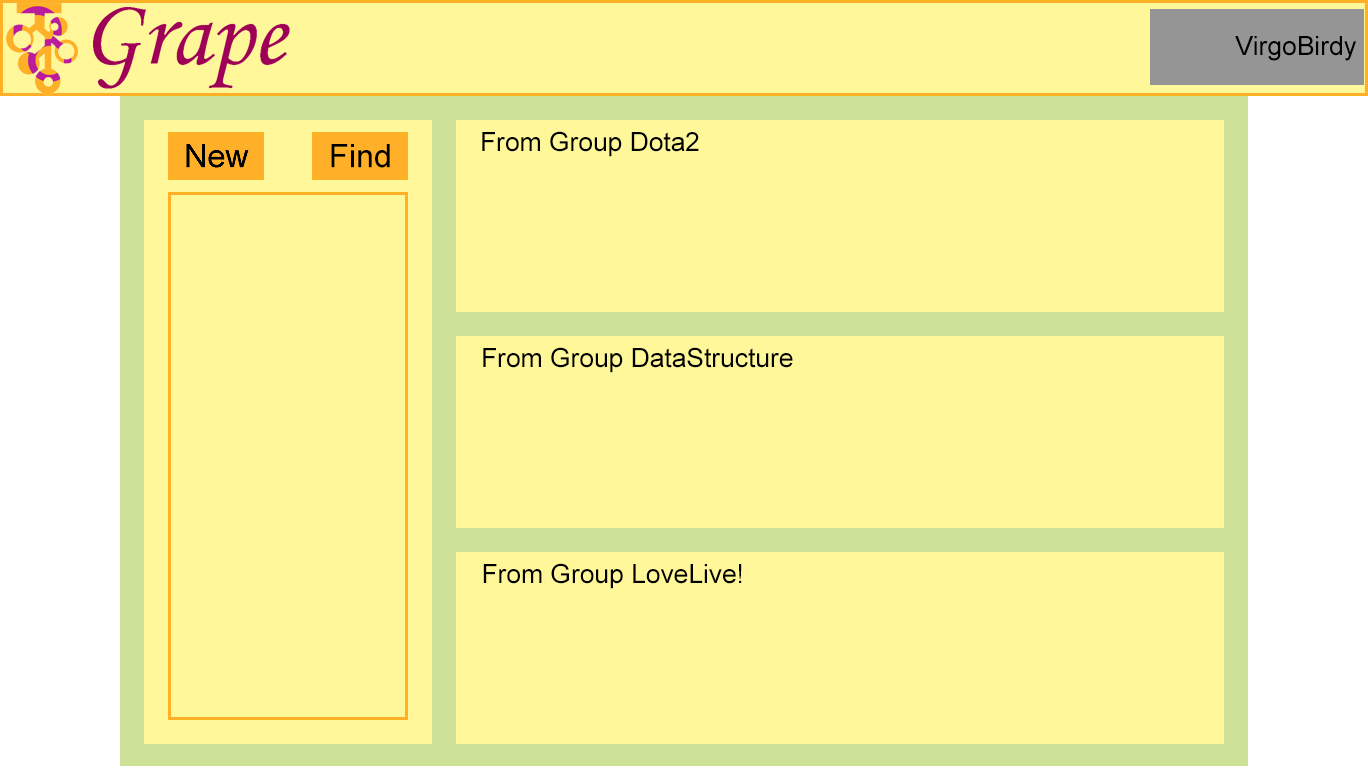 Grape
VirgoBirdy
New
Find
From Group Dota2
From Group DataStructure
From Group LoveLive!